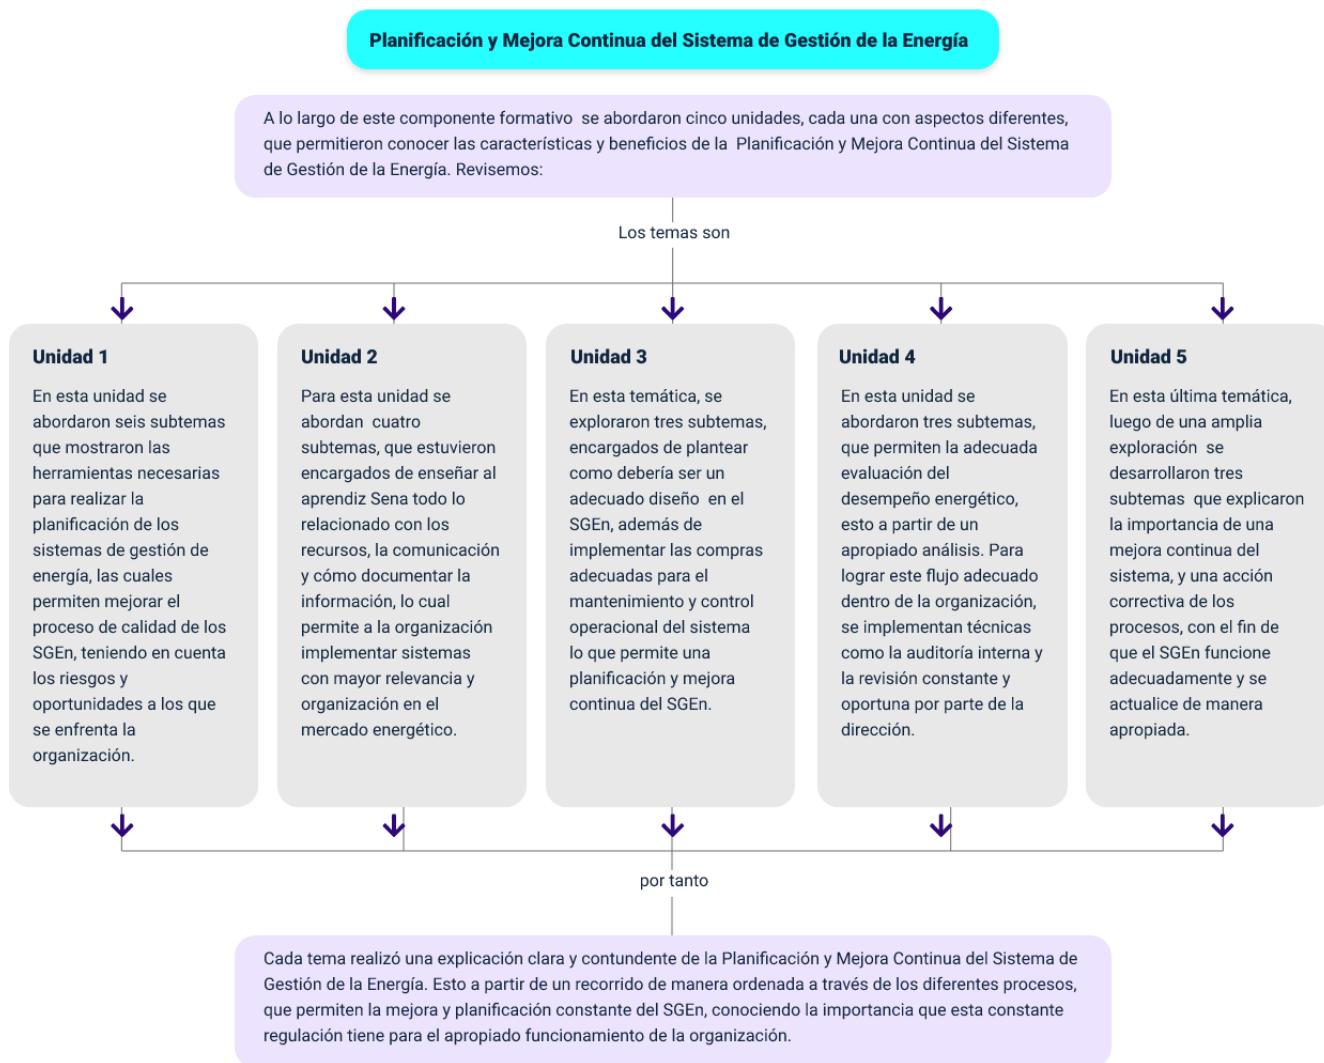 Planificación y Mejora Continua del Sistema de Gestión de la Energía
A lo largo de este componente formativo se abordaron cinco unidades, cada una con aspectos diferentes,
que permitieron conocer las características y beneficios de la Planificación y Mejora Continua del Sistema
de Gestión de la Energía. Revisemos:
Los temas son
Unidad 1
En esta unidad se
abordaron seis subtemas
que mostraron las
herramientas necesarias
para realizar la
planificación de los
sistemas de gestión de
energía, las cuales
permiten mejorar el
proceso de calidad de los
SGEn, teniendo en cuenta
los riesgos y
oportunidades a los que
se enfrenta la
organización.
Unidad 2
Para esta unidad se
abordan cuatro
subtemas, que estuvieron
encargados de enseñar al
aprendiz Sena todo lo
relacionado con los
recursos, la comunicación
y cómo documentar la
información, lo cual
permite a la organización
implementar sistemas
con mayor relevancia y
organización en el
mercado energético.
Unidad 3
En esta temática, se
exploraron tres subtemas,
encargados de plantear
como debería ser un
adecuado diseño en el
SGEn, además de
implementar las compras
adecuadas para el
mantenimiento y control
operacional del sistema
lo que permite una
planificación y mejora
continua del SGEn.
Unidad 4
En esta unidad se
abordaron tres subtemas,
que permiten la adecuada
evaluación del
desempeño energético,
esto a partir de un
apropiado análisis. Para
lograr este flujo adecuado
dentro de la organización,
se implementan técnicas
como la auditoría interna y
la revisión constante y
oportuna por parte de la
dirección.
Unidad 5
En esta última temática,
luego de una amplia
exploración se
desarrollaron tres
subtemas que explicaron
la importancia de una
mejora continua del
sistema, y una acción
correctiva de los
procesos, con el fin de
que el SGEn funcione
adecuadamente y se
actualice de manera
apropiada.
por tanto
Cada tema realizó una explicación clara y contundente de la Planificación y Mejora Continua del Sistema de
Gestión de la Energía. Esto a partir de un recorrido de manera ordenada a través de los diferentes procesos,
que permiten la mejora y planificación constante del SGEn, conociendo la importancia que esta constante
regulación tiene para el apropiado funcionamiento de la organización.